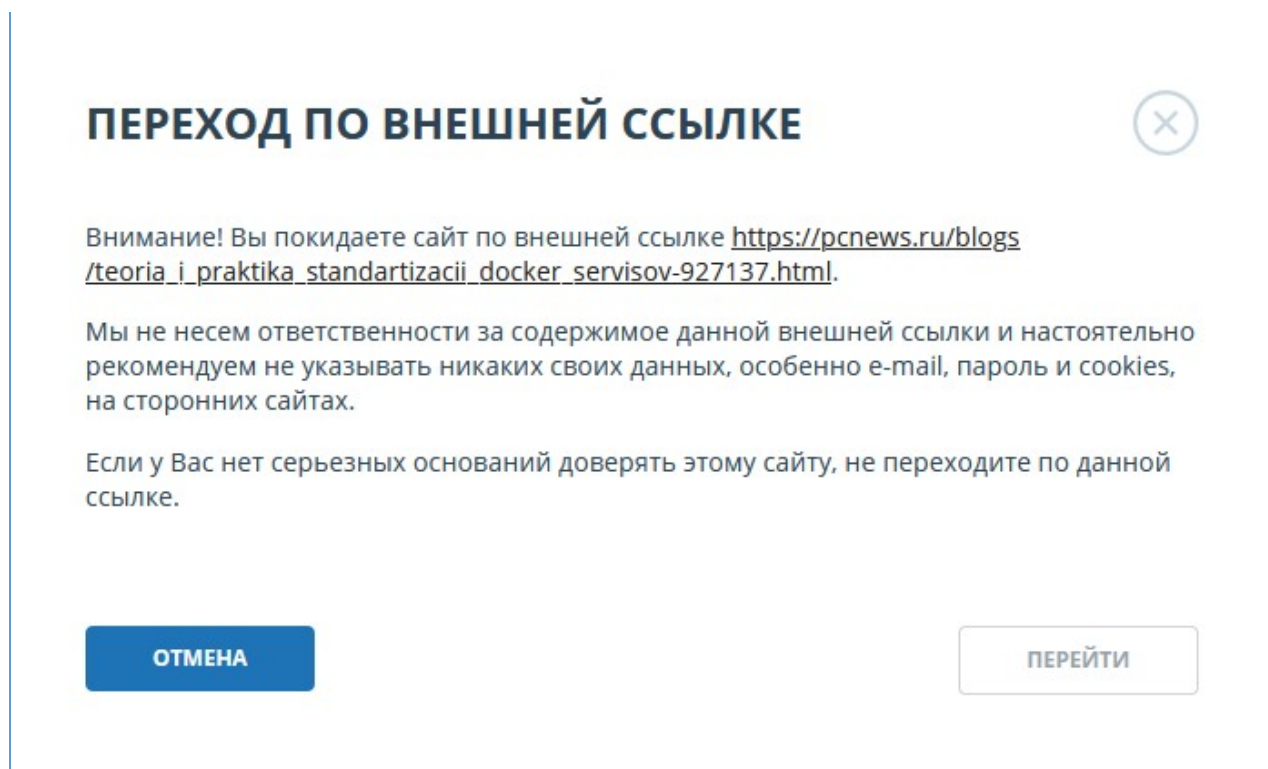 ПЕРЕХОД ПО ВНЕШНЕЙ ССЫЛКЕ
Внимание! Вы покидаете сайт по внешней ссылке https://pcnews.ru/blogs
/teoria_i_praktika_standartizacii_docker_servisov-927137.html.
Мы не несем ответственности за содержимое данной внешней ссылки и настоятельно
рекомендуем не указывать никаких своих данных, особенно e-mail, пароль и cookies,
на сторонних сайтах.
Если у Вас нет серьезных оснований доверять этому сайту, не переходите по данной
ссылке.
ОТМЕНА
ПЕРЕЙТИ